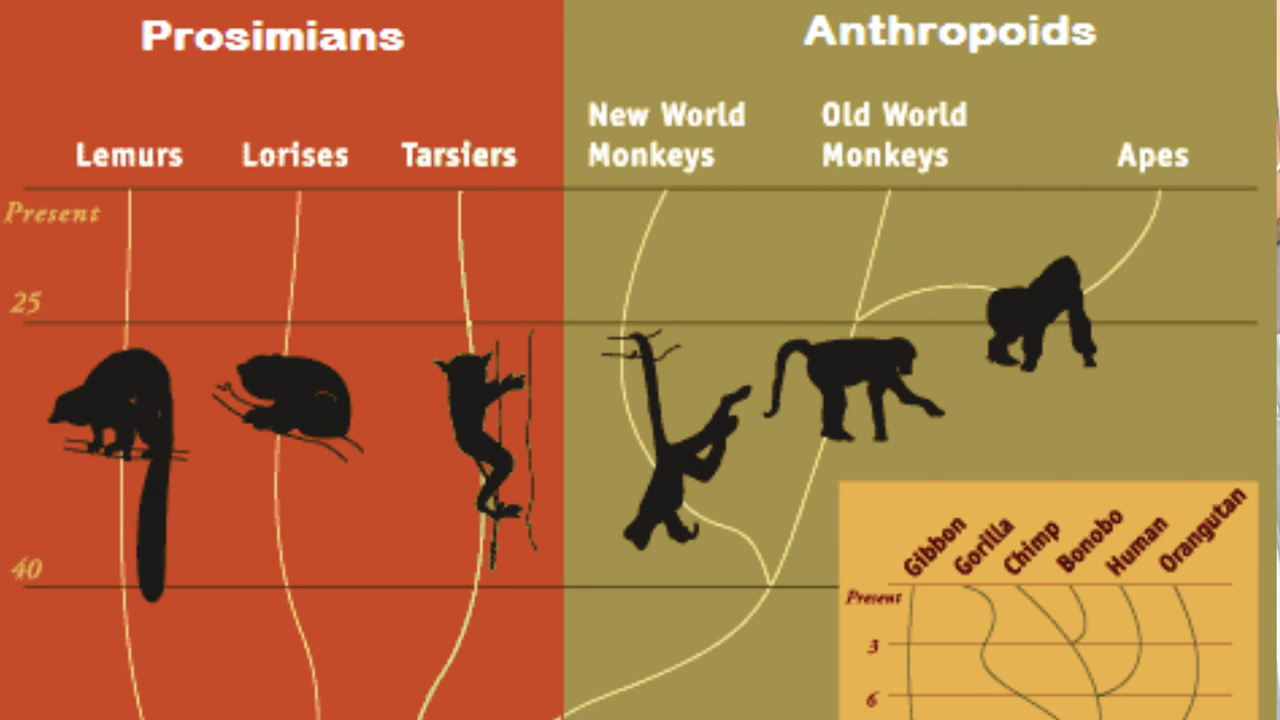 Prosimians
Anthropoids
Lemurs
Lorises
Tarsiers
New World
Monkeys
Old World
Monkeys
Apes
Present
25
40
Gibbon
Gorilla
Chimp
Bonobo
Human
Orangutan
Present
3
6